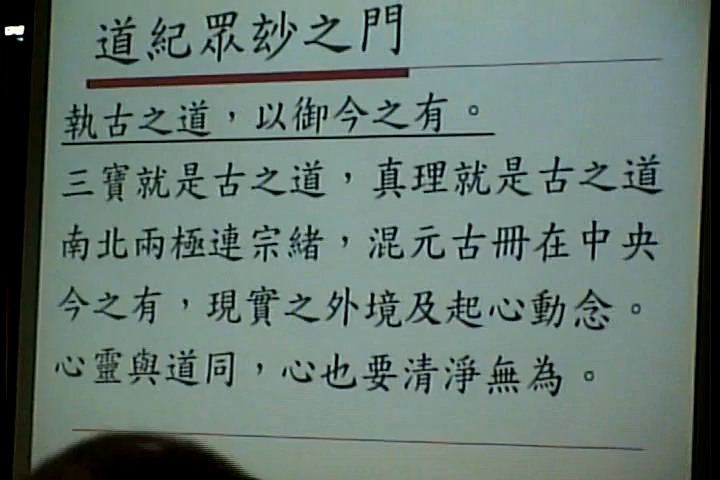 道紀眾玅之門
執古之道，以御今之有。
三寶就是古之道，真理就是古之道
南北兩極連宗緒，混元古冊在中央
今之有，現實之外境及起心動念。
心靈與道同，心也要清淨無為。